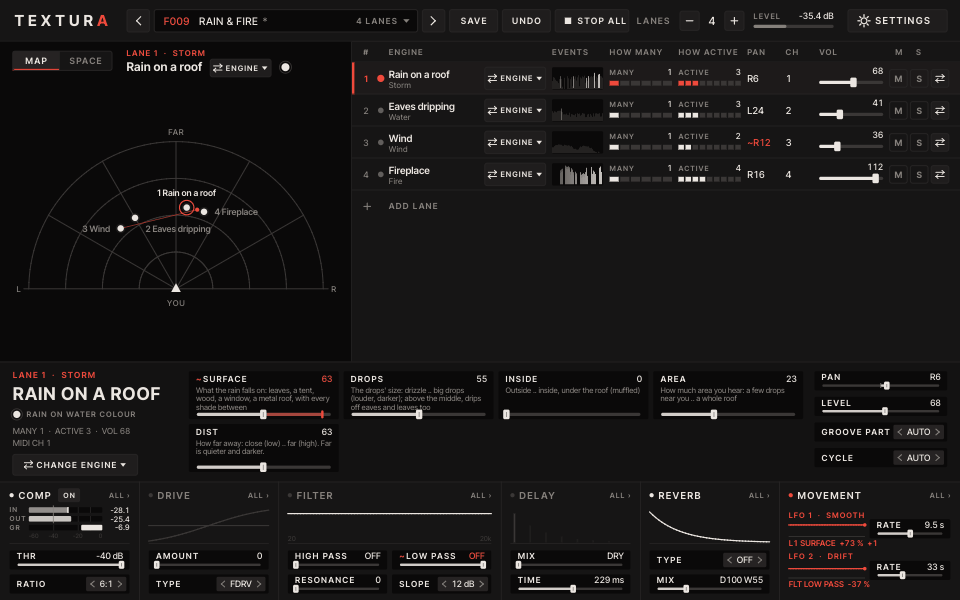 TEXTURA
F009 RAIN & FIRE * 4 LANES
SAVE
UNDO
STOP ALL
LANES
4
LEVEL -35.4 dB
SETTINGS
MAP SPACE
LANE 1 · STORM
Rain on a roof ENGINE
FAR
1 Rain on a roof
4 Fireplace
3 Wind
2 Eaves dripping
L
R
YOU
# ENGINE EVENTS HOW MANY HOW ACTIVE PAN CH VOL M S
1 Rain on a roof ENGINE MANY 1 ACTIVE 3 R6 1 68 M S
Storm
2 Eaves dripping ENGINE MANY 1 ACTIVE 3 L24 2 41 M S
Water
3 Wind ENGINE MANY 1 ACTIVE 2 ~R12 3 36 M S
Wind
4 Fireplace ENGINE MANY 1 ACTIVE 4 R16 4 112 M S
Fire
+ ADD LANE
LANE 1 · STORM
RAIN ON A ROOF
RAIN ON WATER COLOUR
MANY 1 · ACTIVE 3 · VOL 68
MIDI CH 1
CHANGE ENGINE
~SURFACE 63
What the rain falls on: leaves, a tent,
wood, a window, a metal roof, with every
shade between
DROPS 55
The drops' size: drizzle .. big drops
(louder, darker); above the middle, drips
off eaves and leaves too
INSIDE 0
Outside .. inside, under the roof (muffled)
AREA 23
How much area you hear: a few drops
near you .. a whole roof
DIST 63
How far away: close (low) .. far (high). Far
is quieter and darker.
PAN R6
LEVEL 68
GROOVE PART < AUTO >
CYCLE < AUTO >
COMP ON ALL ›
IN -28.1
OUT -25.4
GR -6.9
-60 -40 -20 0
THR -40 dB
RATIO < 6:1 >
DRIVE ALL ›
AMOUNT 0
TYPE < FDRV >
FILTER ALL ›
20 20k
HIGH PASS OFF
~LOW PASS OFF
RESONANCE 0
SLOPE < 12 dB >
DELAY ALL ›
MIX DRY
TIME 229 ms
REVERB ALL ›
TYPE < OFF >
MIX D100 W55
MOVEMENT ALL ›
LFO 1 · SMOOTH
RATE 9.5 s
L1 SURFACE +73 % +1
LFO 2 · DRIFT
RATE 33 s
FLT LOW PASS -37 %